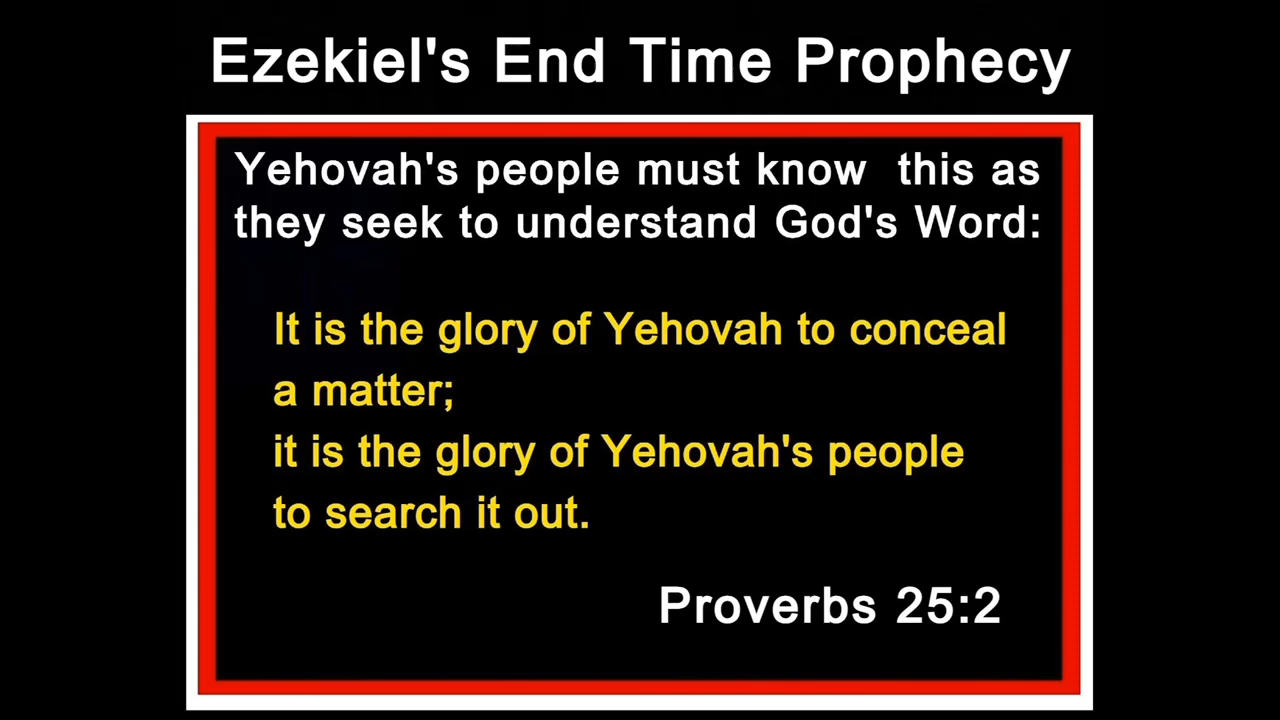 Ezekiel's End Time Prophecy
Yehovah's people must know  this as
they seek to understand God's Word:
It is the glory of Yehovah to conceal
a matter;
it is the glory of Yehovah's people
to search it out.
Proverbs 25:2